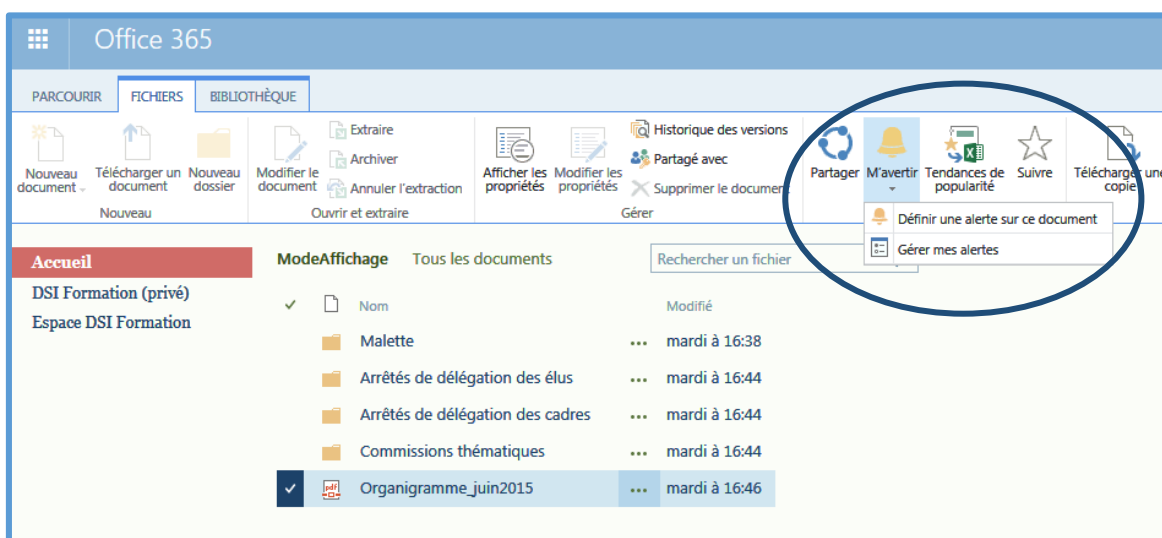 Office 365
PARCOURIR FICHIERS BIBLIOTHÈQUE
Nouveau document
Télécharger un document
Nouveau dossier
Nouveau
Modifier le document
Extraire
Archiver
Annuler l'extraction
Ouvrir et extraire
Afficher les propriétés
Modifier les propriétés
Historique des versions
Partagé avec
Supprimer le document
Gérer
Partager
M'avertir
Tendances de popularité
Suivre
Télécharger une copie
Définir une alerte sur ce document
Gérer mes alertes
Accueil
DSI Formation (privé)
Espace DSI Formation
ModeAffichage Tous les documents
Rechercher un fichier
Nom Modifié
Malette ... mardi à 16:38
Arrêtés de délégation des élus ... mardi à 16:44
Arrêtés de délégation des cadres ... mardi à 16:44
Commissions thématiques ... mardi à 16:44
pdf Organigramme_juin2015 ... mardi à 16:46